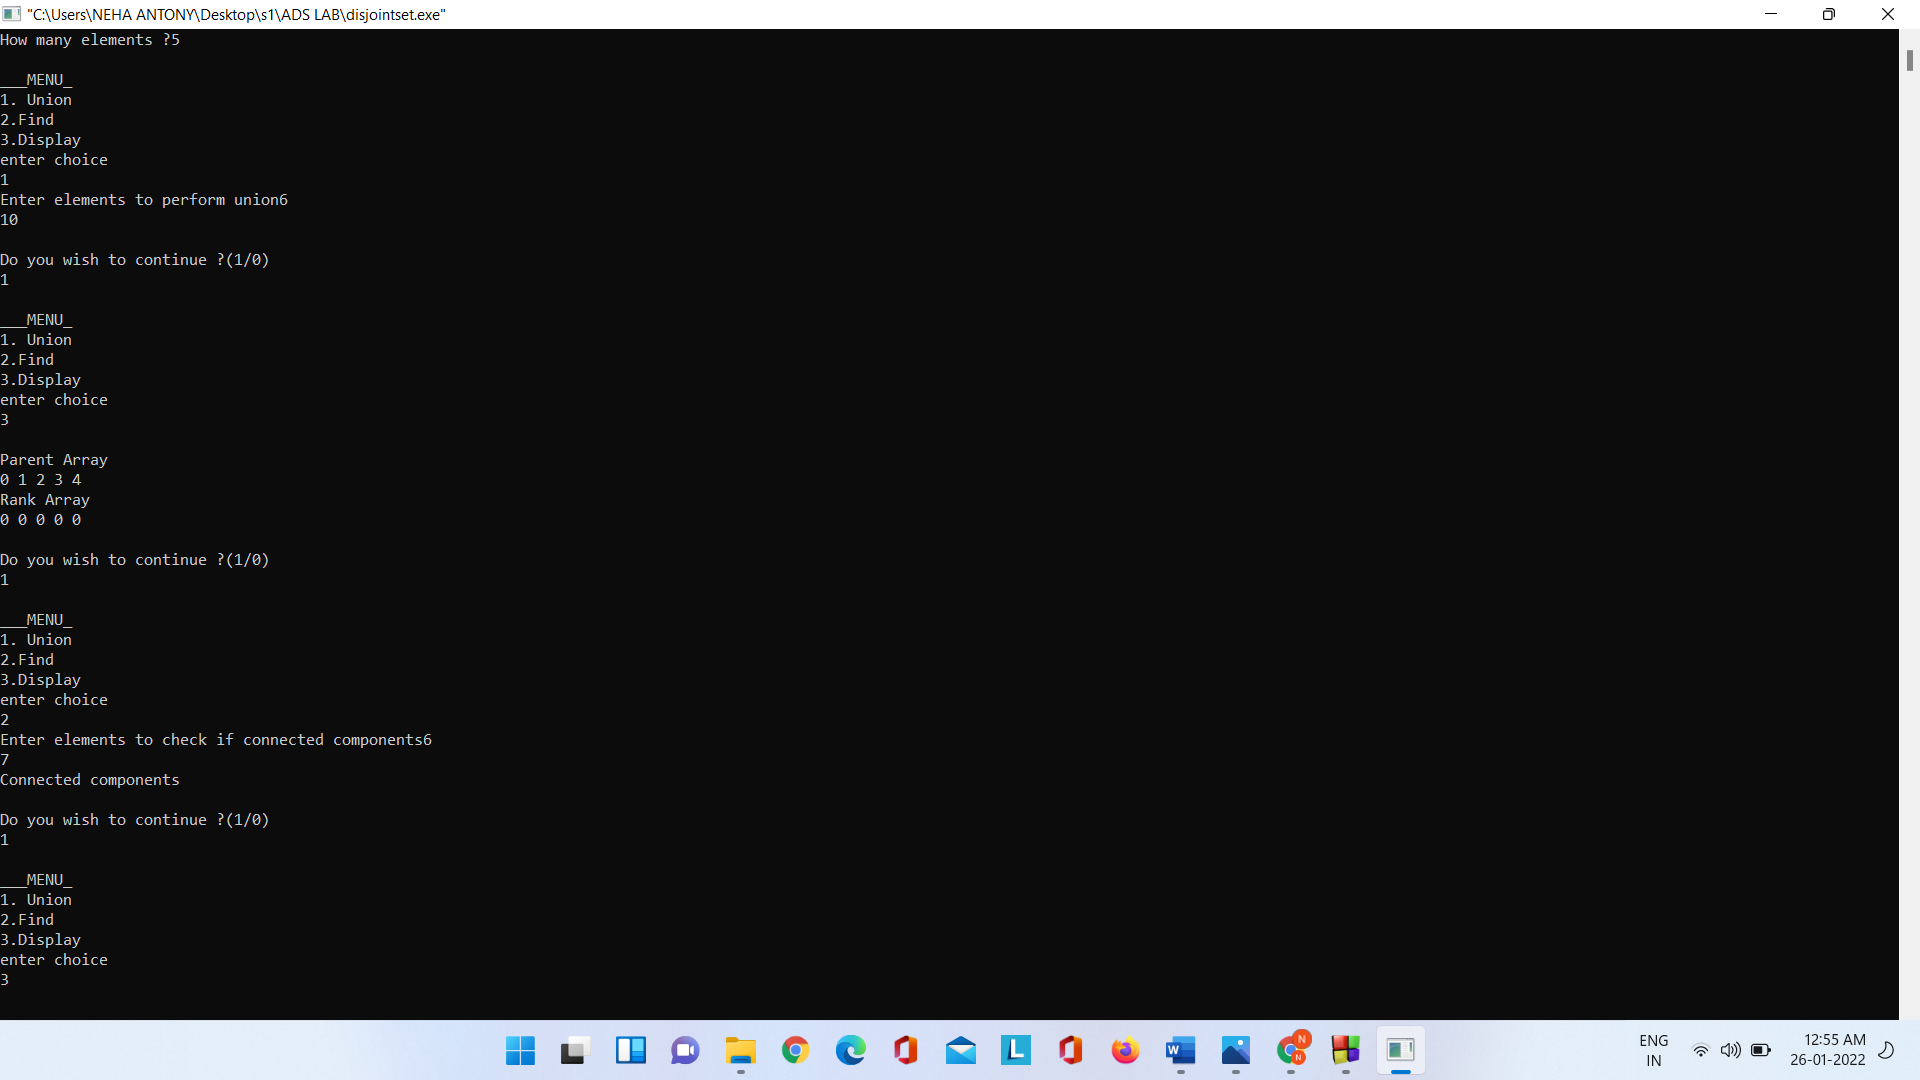 "C:\Users\NEHA ANTONY\Desktop\s1\ADS LAB\disjointset.exe"
How many elements ?5
___MENU_
1. Union
2.Find
3.Display
enter choice
1
Enter elements to perform union6
10
Do you wish to continue ?(1/0)
1
___MENU_
1. Union
2.Find
3.Display
enter choice
3
Parent Array
0 1 2 3 4
Rank Array
0 0 0 0 0
Do you wish to continue ?(1/0)
1
___MENU_
1. Union
2.Find
3.Display
enter choice
2
Enter elements to check if connected components6
7
Connected components
Do you wish to continue ?(1/0)
1
___MENU_
1. Union
2.Find
3.Display
enter choice
3
L
W
N
N
ENG
IN
12:55 AM
26-01-2022